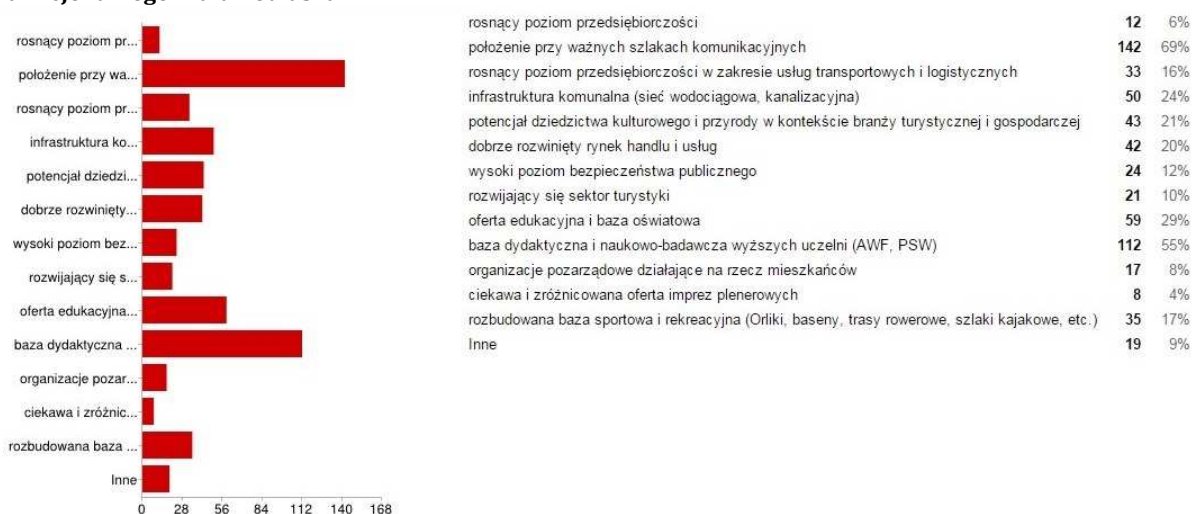 rosnący poziom pr...
położenie przy wa...
rosnący poziom pr...
infrastruktura ko...
potencjał dziedzi...
dobrze rozwinięty...
wysoki poziom bez...
rozwijający się s...
oferta edukacyjna...
baza dydaktyczna ...
organizacje pozar...
ciekawa i zróżnic...
rozbudowana baza ...
Inne
0 28 56 84 112 140 168
rosnący poziom przedsiębiorczości 12 6%
położenie przy ważnych szlakach komunikacyjnych 142 69%
rosnący poziom przedsiębiorczości w zakresie usług transportowych i logistycznych 33 16%
infrastruktura komunalna (sieć wodociągowa, kanalizacyjna) 50 24%
potencjał dziedzictwa kulturowego i przyrody w kontekście branży turystycznej i gospodarczej 43 21%
dobrze rozwinięty rynek handlu i usług 42 20%
wysoki poziom bezpieczeństwa publicznego 24 12%
rozwijający się sektor turystyki 21 10%
oferta edukacyjna i baza oświatowa 59 29%
baza dydaktyczna i naukowo-badawcza wyższych uczelni (AWF, PSW) 112 55%
organizacje pozarządowe działające na rzecz mieszkańców 17 8%
ciekawa i zróżnicowana oferta imprez plenerowych 8 4%
rozbudowana baza sportowa i rekreacyjna (Orliki, baseny, trasy rowerowe, szlaki kajakowe, etc.) 35 17%
Inne 19 9%